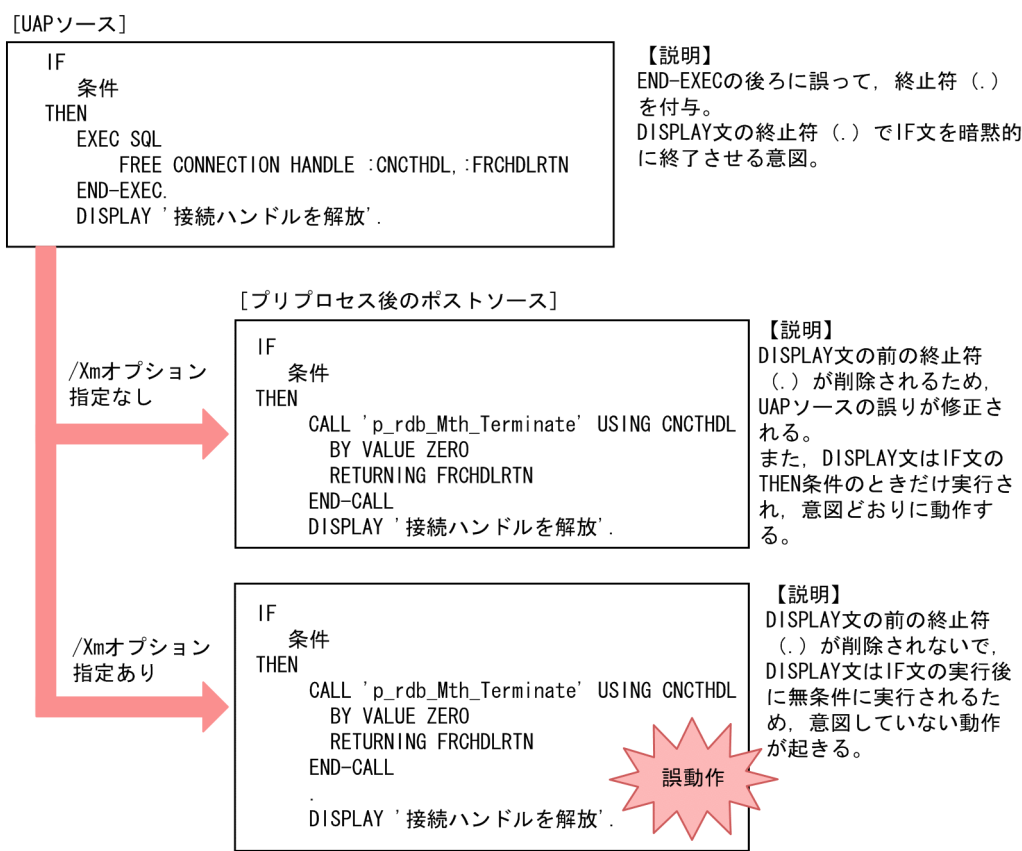 [UAPソース]
IF
条件
THEN
EXEC SQL
FREE CONNECTION HANDLE :CNCTHDL,:FRCHDLRTN
END-EXEC.
DISPLAY '接続ハンドルを解放'.
【説明】
END-EXECの後ろに誤って，終止符（.）
を付与。
DISPLAY文の終止符（.）でIF文を暗黙的
に終了させる意図。
[プリプロセス後のポストソース]
/Xmオプション
指定なし
IF
条件
THEN
CALL 'p_rdb_Mth_Terminate' USING CNCTHDL
BY VALUE ZERO
RETURNING FRCHDLRTN
END-CALL
DISPLAY '接続ハンドルを解放'.
【説明】
DISPLAY文の前の終止符
（.）が削除されるため，
UAPソースの誤りが修正さ
れる。
また，DISPLAY文はIF文の
THEN条件のときだけ実行さ
れ，意図どおりに動作す
る。
/Xmオプション
指定あり
IF
条件
THEN
CALL 'p_rdb_Mth_Terminate' USING CNCTHDL
BY VALUE ZERO
RETURNING FRCHDLRTN
END-CALL
.
DISPLAY '接続ハンドルを解放'.
誤動作
【説明】
DISPLAY文の前の終止符
（.）が削除されないで，
DISPLAY文はIF文の実行後
に無条件に実行されるた
め，意図していない動作
が起きる。